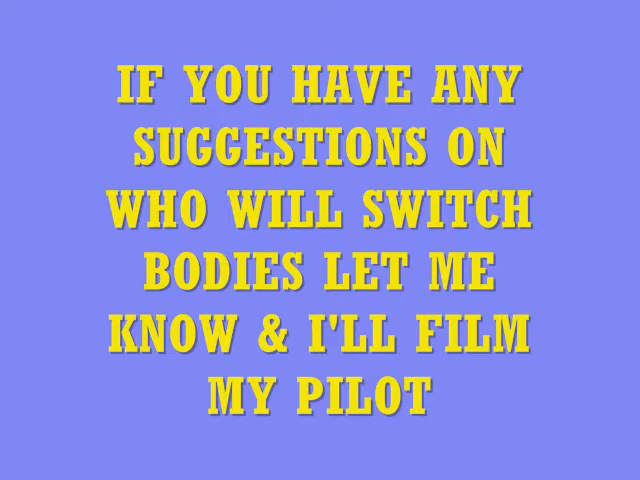 IF YOU HAVE ANY
SUGGESTIONS ON
WHO WILL SWITCH
BODIES LET ME
KNOW & I'LL FILM
MY PILOT